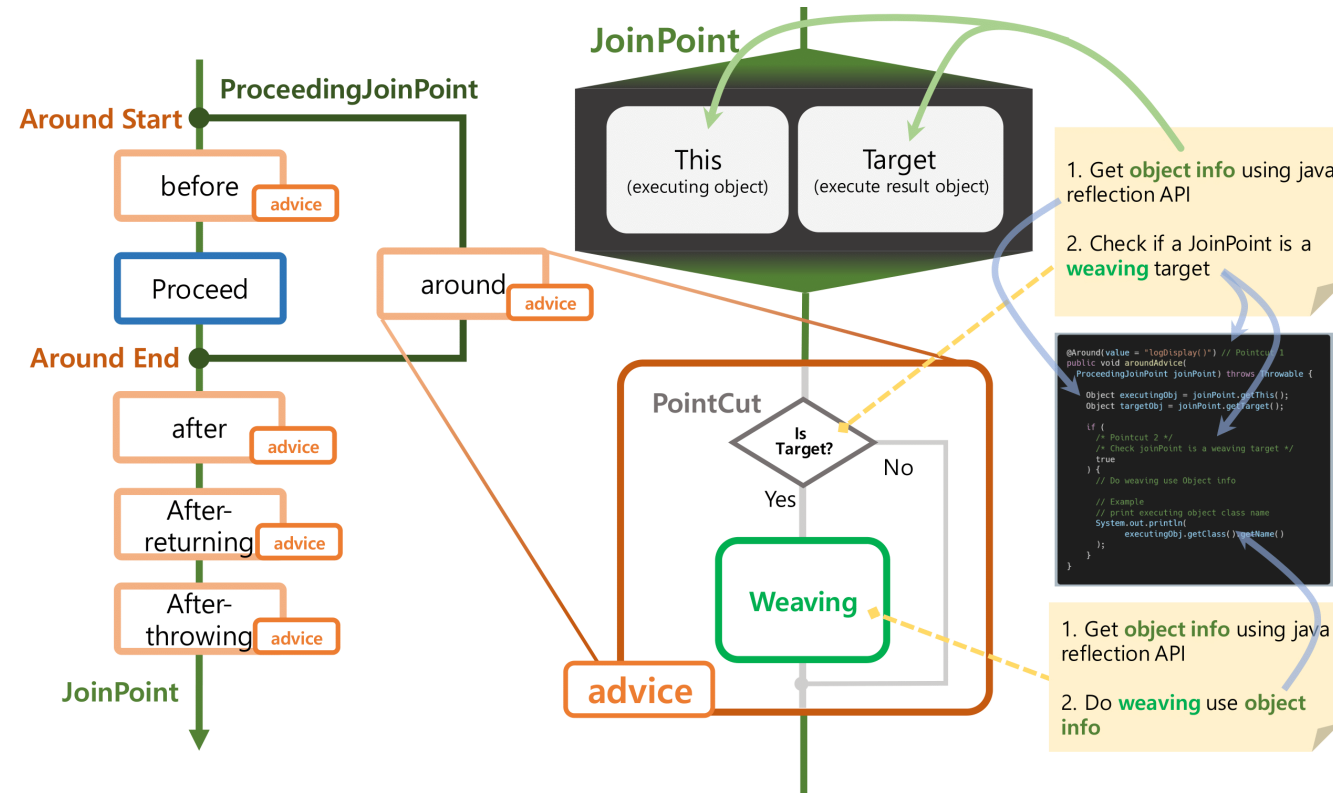 ProceedingJoinPoint
Around Start
before
advice
Proceed
around
advice
Around End
after
advice
After-
returning
advice
After-
throwing
advice
JoinPoint
JoinPoint
This
(executing object)
Target
(execute result object)
PointCut
Is
Target?
No
Yes
Weaving
advice
1. Get object info using java
reflection API
2. Check if a JoinPoint is a
weaving target
@Around(value = "logDisplay()") // Pointcut 1
public void aroundAdvice(
ProceedingJoinPoint joinPoint) throws Throwable {
Object executingObj = joinPoint.getThis();
Object targetObj = joinPoint.getTarget();
if (
/* Pointcut 2 */
/* Check joinPoint is a weaving target */
true
) {
// Do weaving use Object info
// Example
// print executing object class name
System.out.println(
executingObj.getClass().getName()
);
}
}
1. Get object info using java
reflection API
2. Do weaving use object
info